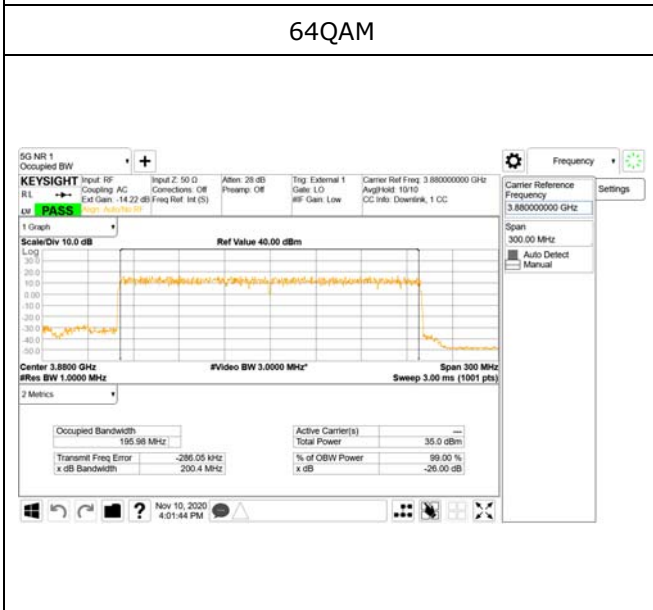 64QAM
5G NR 1
Occupied BW
Frequency
KEYSIGHT
R L
LXI
PASS
Input: RF
Coupling: AC
Ext Gain: -14.22 dB
Align: Auto/No RF
Input Z: 50 Ω
Corrections: Off
Freq Ref: Int (S)
Atten: 28 dB
Preamp: Off
Trig: External 1
Gate: LO
#IF Gain: Low
Carrier Ref Freq: 3.880000000 GHz
Avg|Hold: 10/10
CC Info: Downlink, 1 CC
Carrier Reference
Frequency
3.880000000 GHz
Settings
Span
300.00 MHz
Auto Detect
Manual
1 Graph
Scale/Div 10.0 dB
Ref Value 40.00 dBm
Log
30.0
20.0
10.0
0.00
-10.0
-20.0
-30.0
-40.0
-50.0
Center 3.8800 GHz
#Video BW 3.0000 MHz*
Span 300 MHz
#Res BW 1.0000 MHz
Sweep 3.00 ms (1001 pts)
2 Metrics
Occupied Bandwidth
195.98 MHz
Transmit Freq Error -286.05 kHz
x dB Bandwidth 200.4 MHz
Active Carrier(s) ---
Total Power 35.0 dBm
% of OBW Power 99.00 %
x dB -26.00 dB
Nov 10, 2020
4:01:44 PM